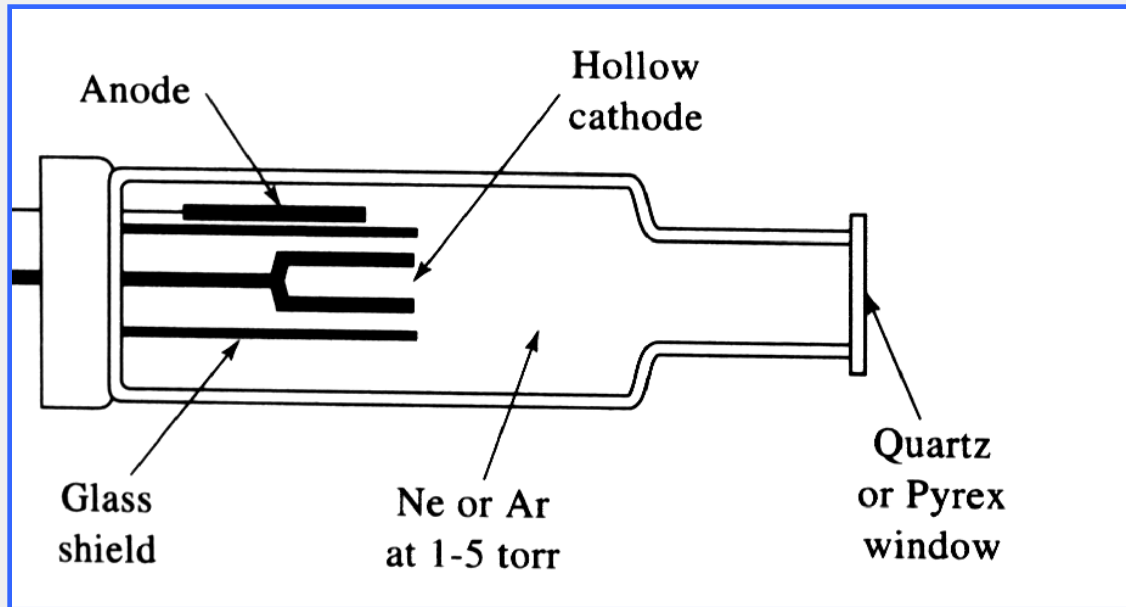 Anode
Hollow
cathode
Glass
shield
Ne or Ar
at 1-5 torr
Quartz
or Pyrex
window